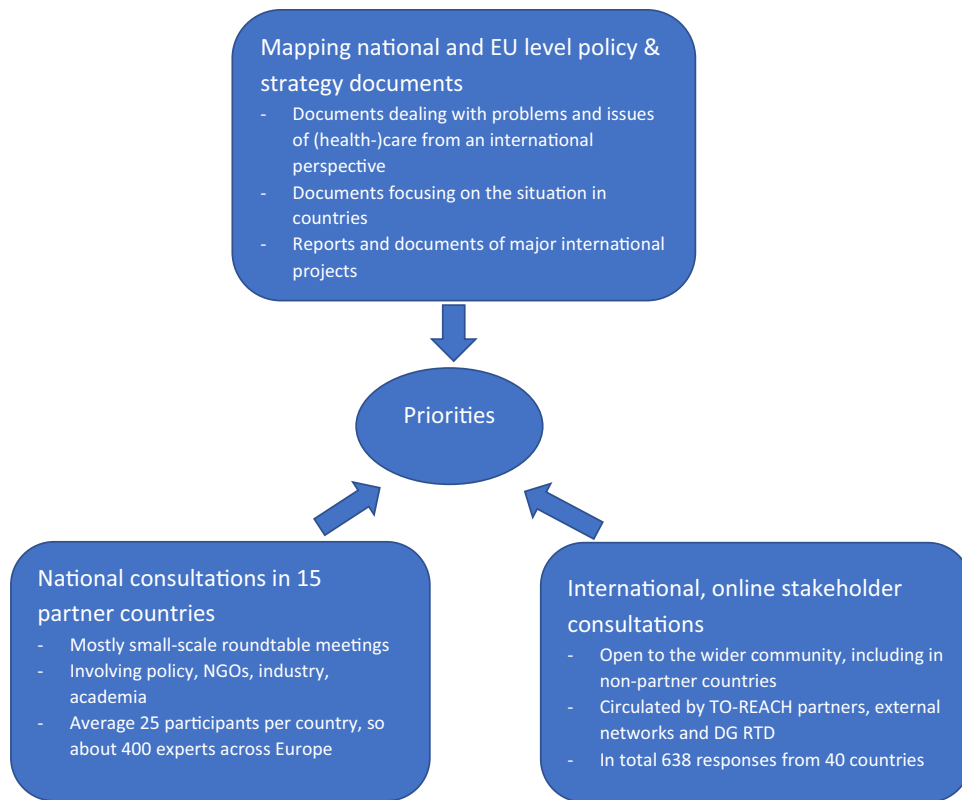 Mapping national and EU level policy &
strategy documents
- Documents dealing with problems and issues
of (health-)care from an international
perspective
- Documents focusing on the situation in
countries
- Reports and documents of major international
projects
Priorities
National consultations in 15
partner countries
- Mostly small-scale roundtable meetings
- Involving policy, NGOs, industry,
academia
- Average 25 participants per country, so
about 400 experts across Europe
International, online stakeholder
consultations
- Open to the wider community, including in
non-partner countries
- Circulated by TO-REACH partners, external
networks and DG RTD
- In total 638 responses from 40 countries